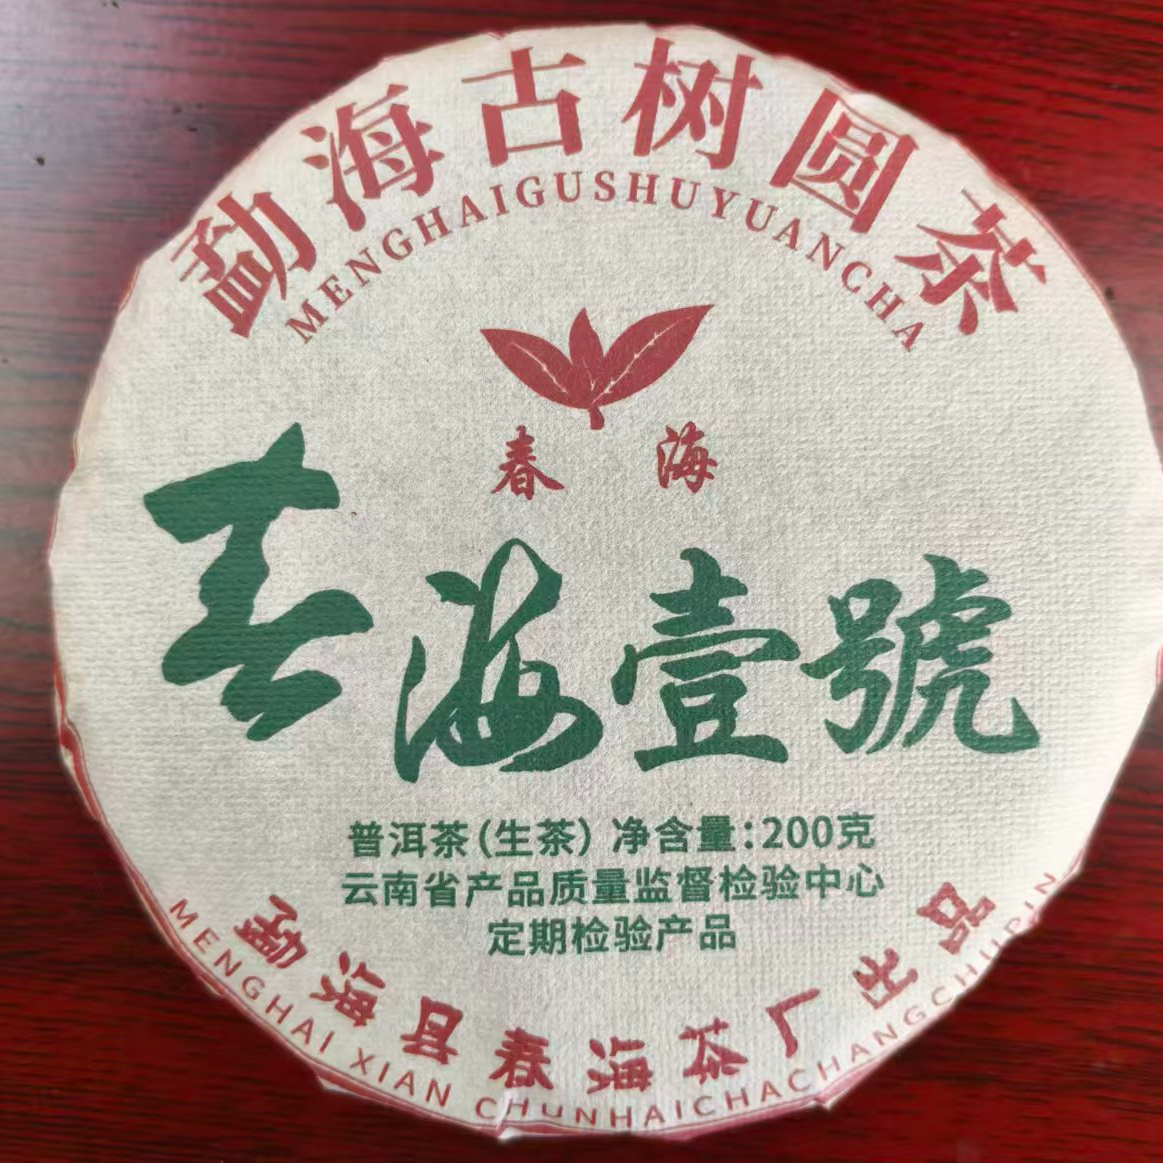 勐海古树圆茶
MENGHAIGUSHUYUANCHA
春海
春海壹號
普洱茶(生茶) 净含量:200克
云南省产品质量监督检验中心
定期检验产品
勐海县春海茶厂出品
MENGHAI XIAN CHUNHAICHACHANGCHUPIN